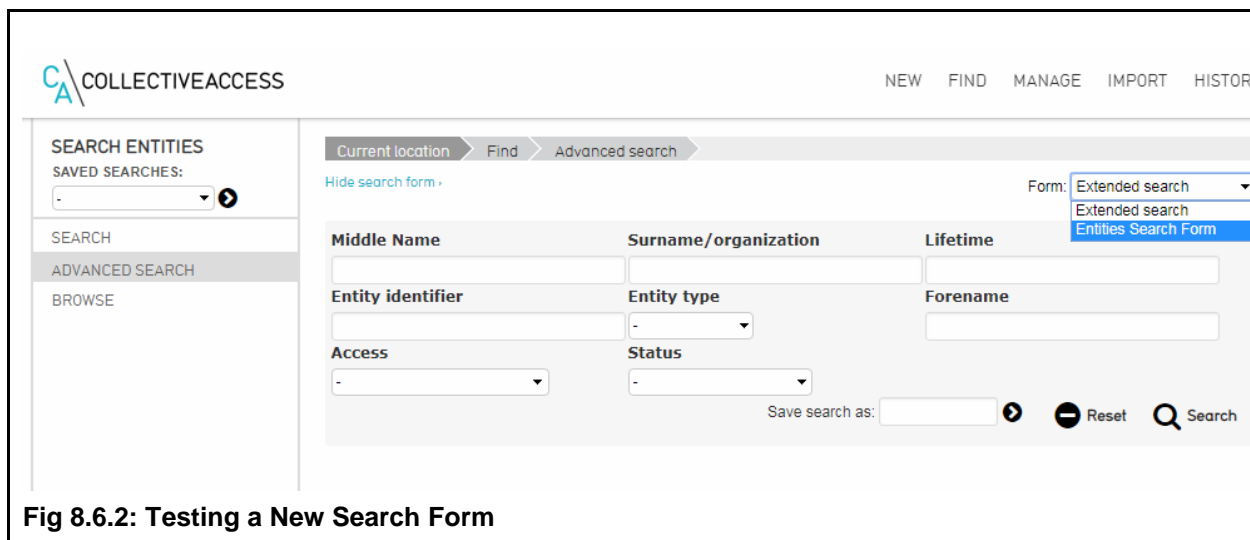 CA COLLECTIVEACCESS
NEW FIND MANAGE IMPORT HISTOR
SEARCH ENTITIES
SAVED SEARCHES:
-
SEARCH
ADVANCED SEARCH
BROWSE
Current location Find Advanced search
Hide search form ›
Form: Extended search
Extended search
Entities Search Form
Middle Name Surname/organization Lifetime
Entity identifier Entity type Forename
-
Access Status
- -
Save search as: Reset Search
Fig 8.6.2: Testing a New Search Form